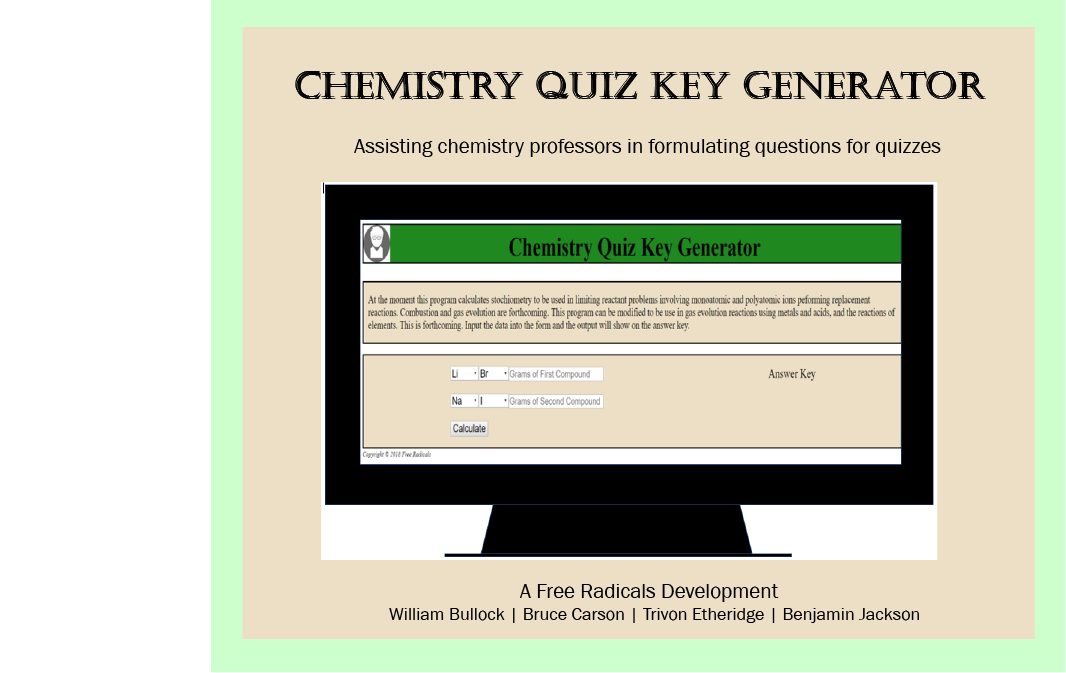 CHEMISTRY QUIZ KEY GENERATOR
Assisting chemistry professors in formulating questions for quizzes
Chemistry Quiz Key Generator
At the moment this program calculates stochiometry to be used in limiting reactant problems involving monoatomic and polyatomic ions peforming replacement
reactions. Combustion and gas evolution are forthcoming. This program can be modified to be use in gas evolution reactions using metals and acids, and the reactions of
elements. This is forthcoming. Input the data into the form and the output will show on the answer key.
Li Br Grams of First Compound Answer Key
Na I Grams of Second Compound
Calculate
Copyright © 2018 Free Radicals
A Free Radicals Development
William Bullock | Bruce Carson | Trivon Etheridge | Benjamin Jackson